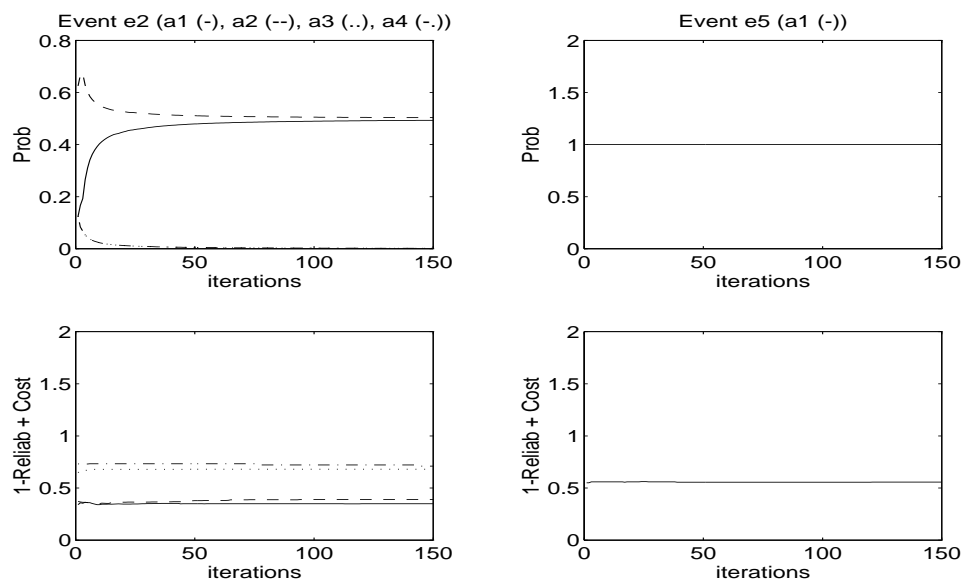 Event e2 (a1 (-), a2 (--), a3 (..), a4 (-.))
0.8
0.6
0.4
0.2
0
Prob
0 50 100 150
iterations
Event e5 (a1 (-))
2
1.5
1
0.5
0
Prob
0 50 100 150
iterations
2
1.5
1
0.5
0
1-Reliab + Cost
0 50 100 150
iterations
2
1.5
1
0.5
0
1-Reliab + Cost
0 50 100 150
iterations